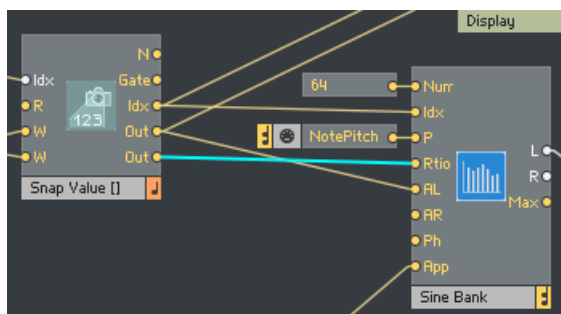 Display
N
Idx
Gate
R
Idx
123
W
Out
W
Out
Snap Value []
64
Num
Idx
NotePitch
P
L
Rtio
R
AL
Max
AR
Ph
App
Sine Bank